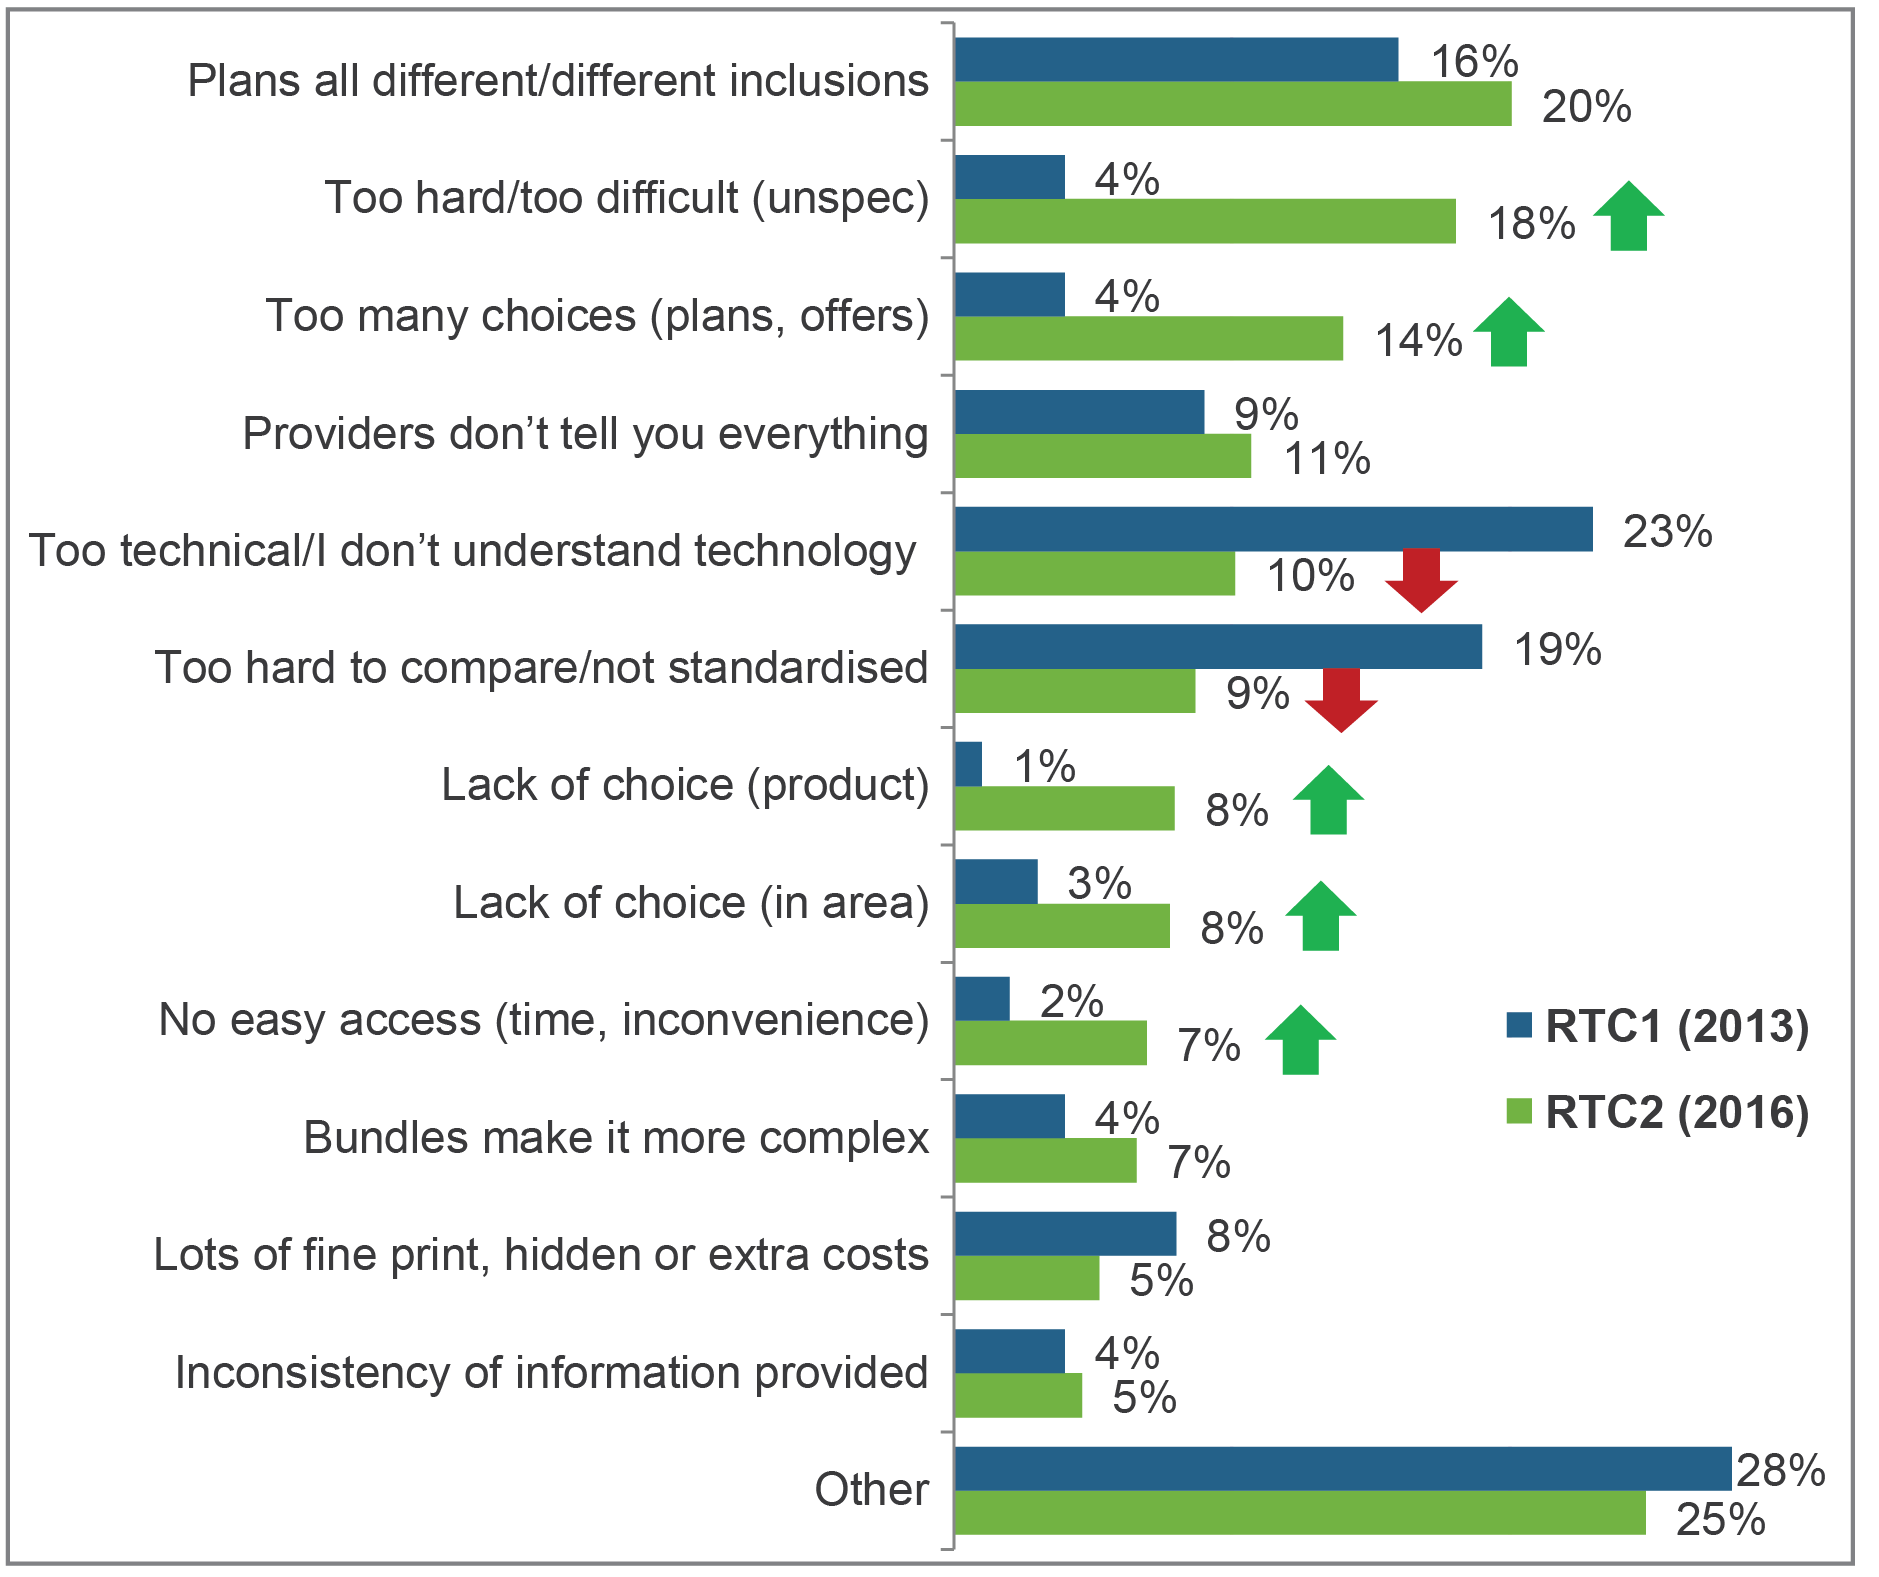 Plans all different/different inclusions
16%
20%
Too hard/too difficult (unspec)
4%
18%
Too many choices (plans, offers)
4%
14%
Providers don’t tell you everything
9%
11%
Too technical/I don’t understand technology
23%
10%
Too hard to compare/not standardised
19%
9%
Lack of choice (product)
1%
8%
Lack of choice (in area)
3%
8%
No easy access (time, inconvenience)
2%
7%
RTC1 (2013)
RTC2 (2016)
Bundles make it more complex
4%
7%
Lots of fine print, hidden or extra costs
8%
5%
Inconsistency of information provided
4%
5%
Other
28%
25%